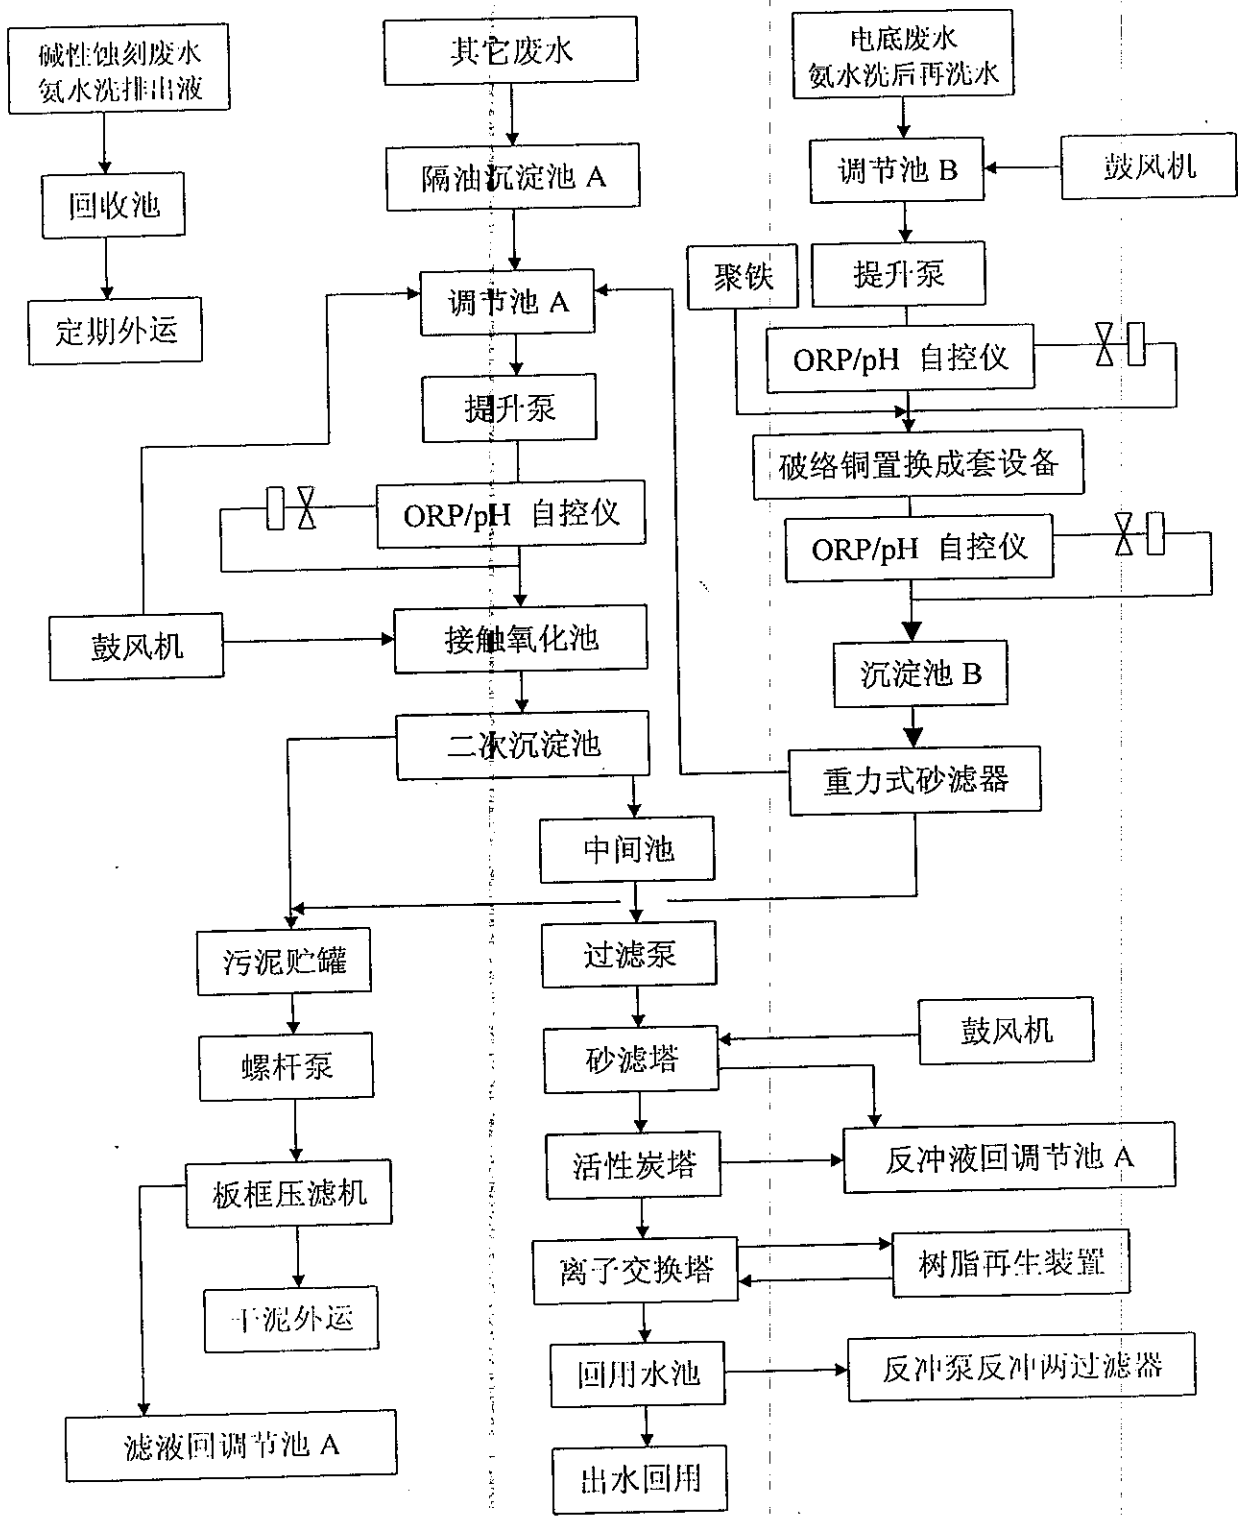 碱性蚀刻废水
氨水洗排出液
回收池
定期外运
其它废水
隔油沉淀池 A
调节池 A
提升泵
ORP/pH 自控仪
鼓风机
接触氧化池
二次沉淀池
电底废水
氨水洗后再洗水
调节池 B
鼓风机
聚铁
提升泵
ORP/pH 自控仪
破络铜置换成套设备
ORP/pH 自控仪
沉淀池 B
重力式砂滤器
中间池
过滤泵
砂滤塔
鼓风机
活性炭塔
反冲液回调节池 A
离子交换塔
树脂再生装置
回用水池
反冲泵反冲两过滤器
出水回用
污泥贮罐
螺杆泵
板框压滤机
干泥外运
滤液回调节池 A